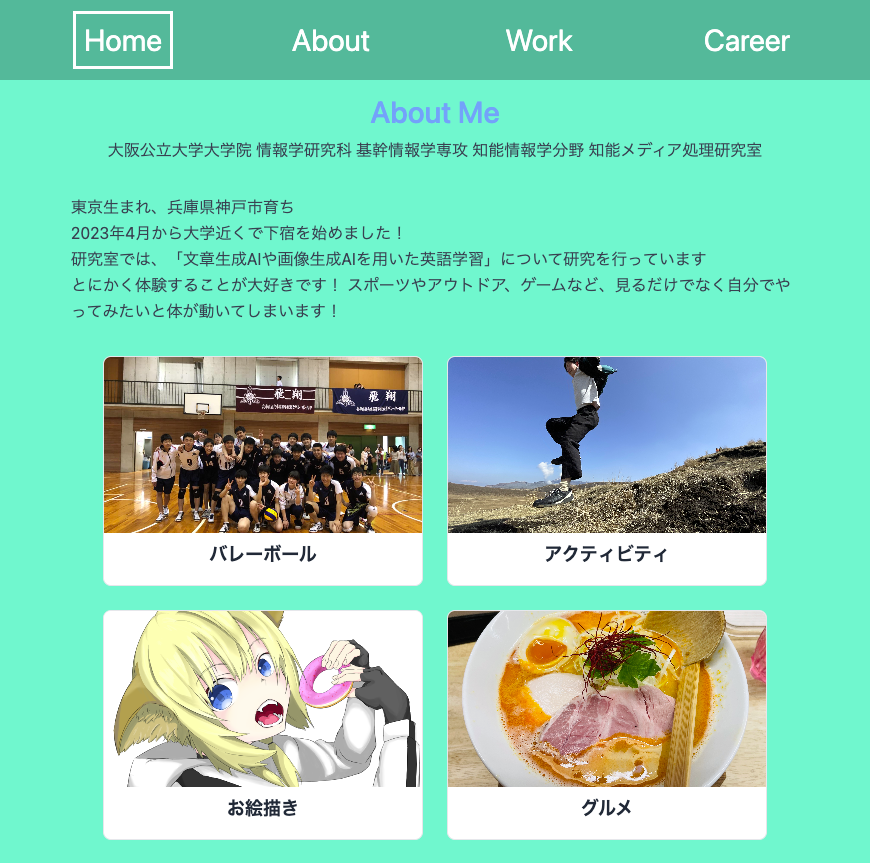 Home About Work Career
About Me
大阪公立大学大学院 情報学研究科 基幹情報学専攻 知能情報学分野 知能メディア処理研究室
東京生まれ、兵庫県神戸市育ち
2023年4月から大学近くで下宿を始めました！
研究室では、「文章生成AIや画像生成AIを用いた英語学習」について研究を行っています
とにかく体験することが大好きです！ スポーツやアウトドア、ゲームなど、見るだけでなく自分でや
ってみたいと体が動いてしまいます！
飛翔 飛翔
バレーボール アクティビティ
お絵描き グルメ